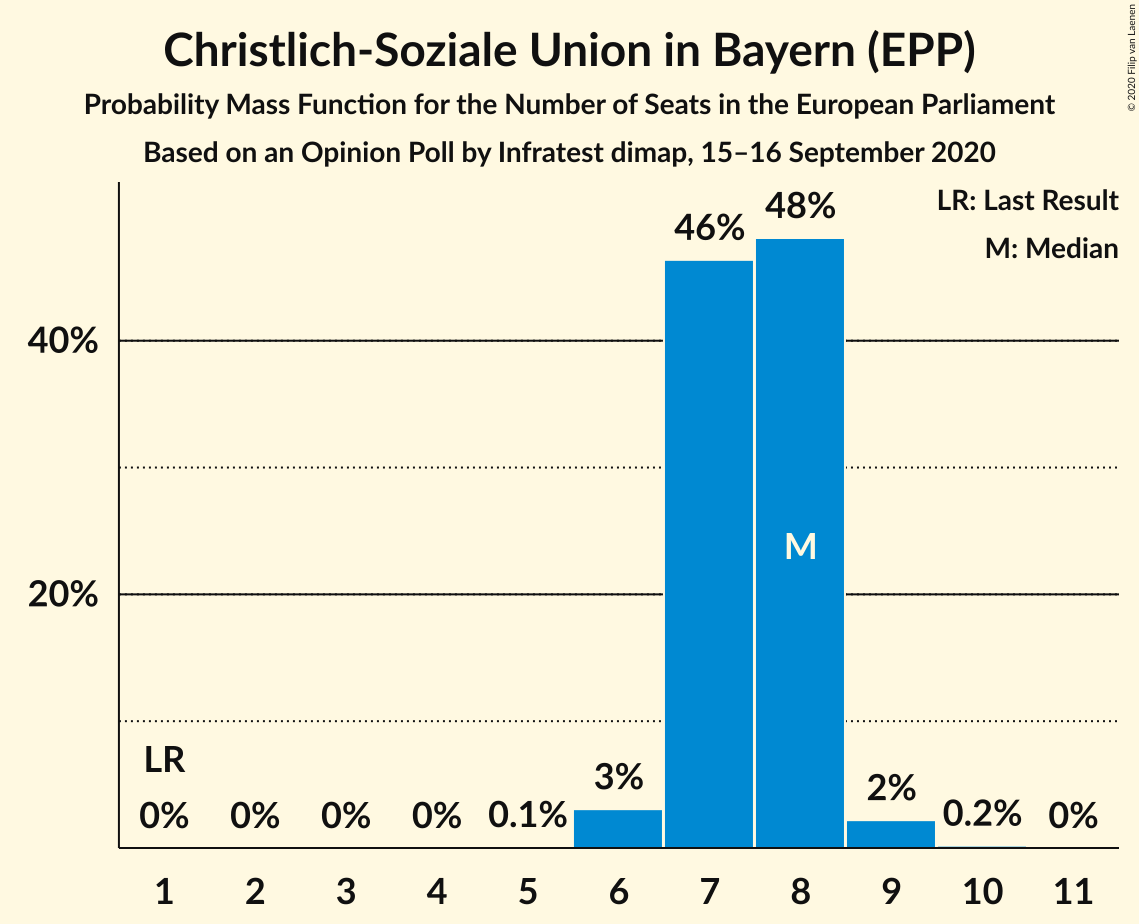 Christlich-Soziale Union in Bayern (EPP)
Probability Mass Function for the Number of Seats in the European Parliament
Based on an Opinion Poll by Infratest dimap, 15–16 September 2020
© 2020 Filip van Laenen
LR: Last Result
M: Median
40%
20%
LR
0%
0%
0%
0%
0.1%
3%
46%
48%
M
2%
0.2%
0%
1 2 3 4 5 6 7 8 9 10 11